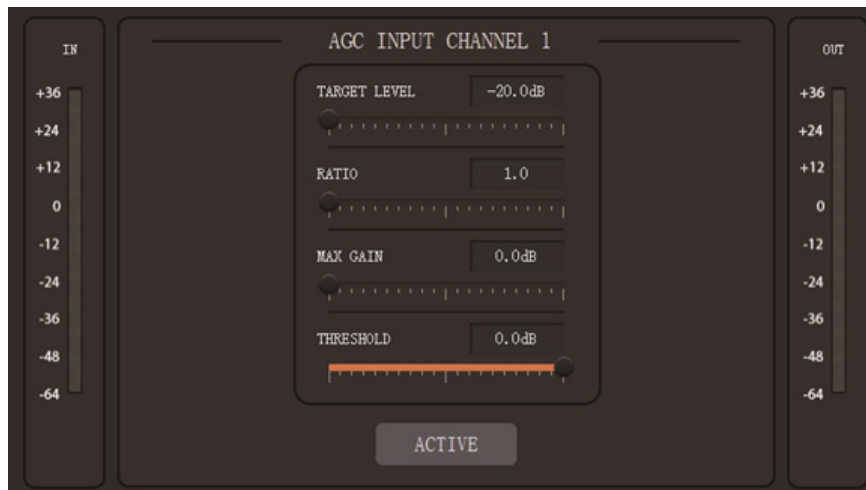 AGC INPUT CHANNEL 1
IN
+36
+24
+12
0
-12
-24
-36
-48
-64
TARGET LEVEL -20.0dB
RATIO 1.0
MAX GAIN 0.0dB
THRESHOLD 0.0dB
ACTIVE
OUT
+36
+24
+12
0
-12
-24
-36
-48
-64